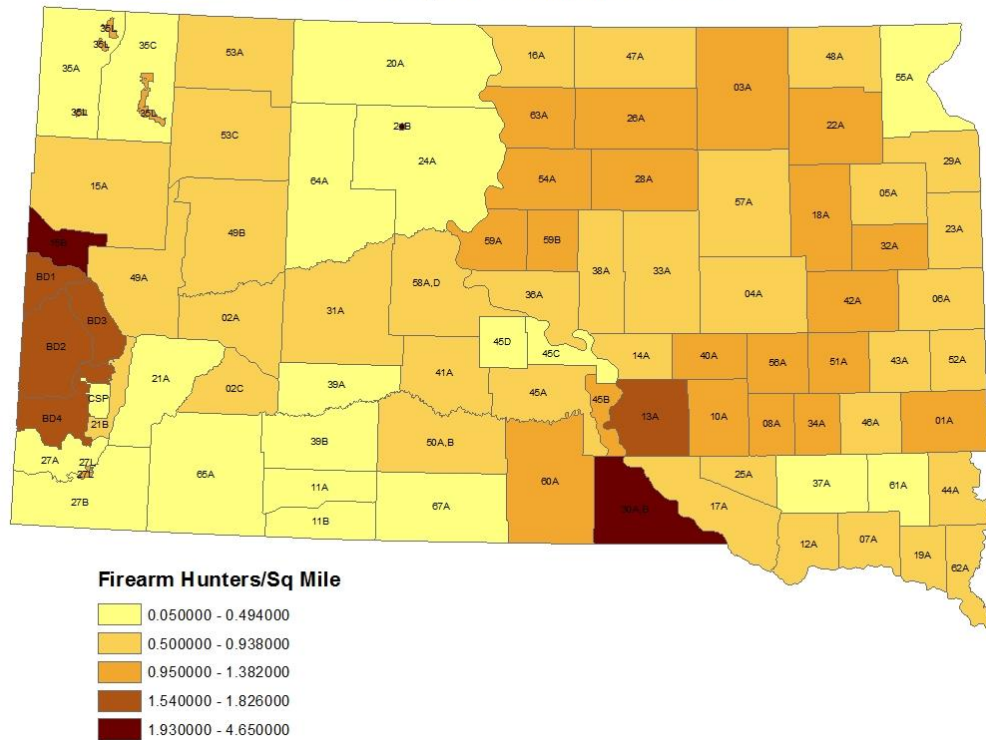 35L
35L
35C
53A
20A
16A
47A
48A
55A
35A
03A
35L
35L
63A
26A
22A
24B
53C
24A
29A
15A
64A
54A
28A
05A
57A
18A
49B
59A
59B
32A
23A
BD1
49A
58A,D
38A
33A
36A
04A
42A
06A
BD3
02A
31A
BD2
45D
45C
14A
40A
56A
51A
43A
52A
21A
41A
02C
39A
45A
45B
CSP
13A
10A
08A
34A
46A
01A
BD4
21B
39B
50A,B
27A
27L
27L
65A
60A
11A
25A
37A
61A
44A
27B
67A
17A
11B
12A
07A
19A
62A
Firearm Hunters/Sq Mile
0.050000 - 0.494000
0.500000 - 0.938000
0.950000 - 1.382000
1.540000 - 1.826000
1.930000 - 4.650000